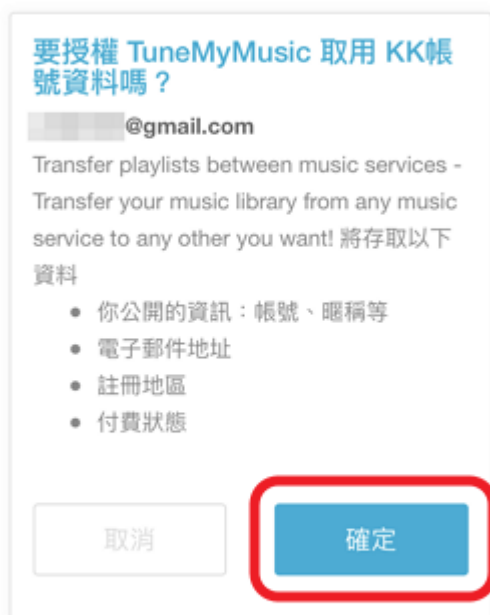 要授權 TuneMyMusic 取用 KK帳
號資料嗎？
@gmail.com
Transfer playlists between music services -
Transfer your music library from any music
service to any other you want! 將存取以下
資料
● 你公開的資訊：帳號、暱稱等
● 電子郵件地址
● 註冊地區
● 付費狀態
取消
確定